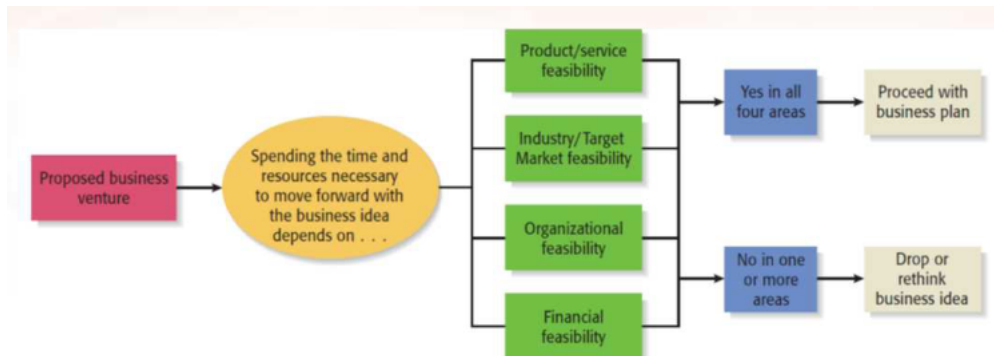 Proposed business
venture
Spending the time and
resources necessary
to move forward with
the business idea
depends on . . .
Product/service
feasibility
Industry/Target
Market feasibility
Organizational
feasibility
Financial
feasibility
Yes in all
four areas
Proceed with
business plan
No in one
or more
areas
Drop or
rethink
business idea